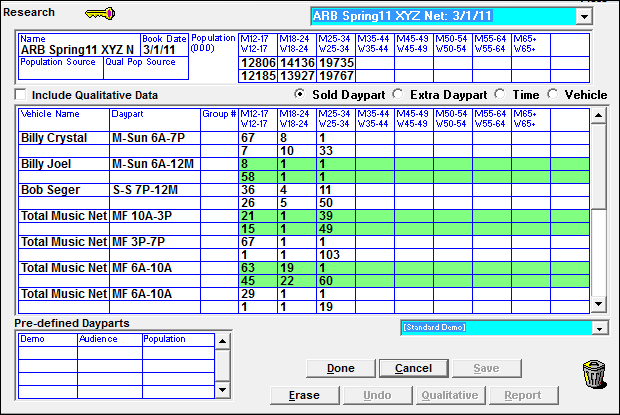 Research
ARB Spring11 XYZ Net: 3/1/11
Name Book Date Population M12-17 M18-24 M25-34 M35-44 M45-49 M50-54 M55-64 M65+
ARB Spring11 XYZ N 3/1/11 (000) W12-17 W18-24 W25-34 W35-44 W45-49 W50-54 W55-64 W65+
Population Source Qual Pop Source 12806 14136 19735
12185 13927 19767
Include Qualitative Data Sold Daypart Extra Daypart Time Vehicle
Vehicle Name Daypart Group # M12-17 M18-24 M25-34 M35-44 M45-49 M50-54 M55-64 M65+
W12-17 W18-24 W25-34 W35-44 W45-49 W50-54 W55-64 W65+
Billy Crystal M-Sun 6A-7P 67 8 1
7 10 33
Billy Joel M-Sun 6A-12M 8 1 1
58 1 1
Bob Seger S-S 7P-12M 36 4 11
26 5 50
Total Music Net MF 10A-3P 21 1 39
15 1 49
Total Music Net MF 3P-7P 67 1 1
1 1 103
Total Music Net MF 6A-10A 63 19 1
45 22 60
Total Music Net MF 6A-10A 29 1 1
1 1 19
Pre-defined Dayparts
[Standard Demo]
Demo Audience Population
Done Cancel Save
Erase Undo Qualitative Report